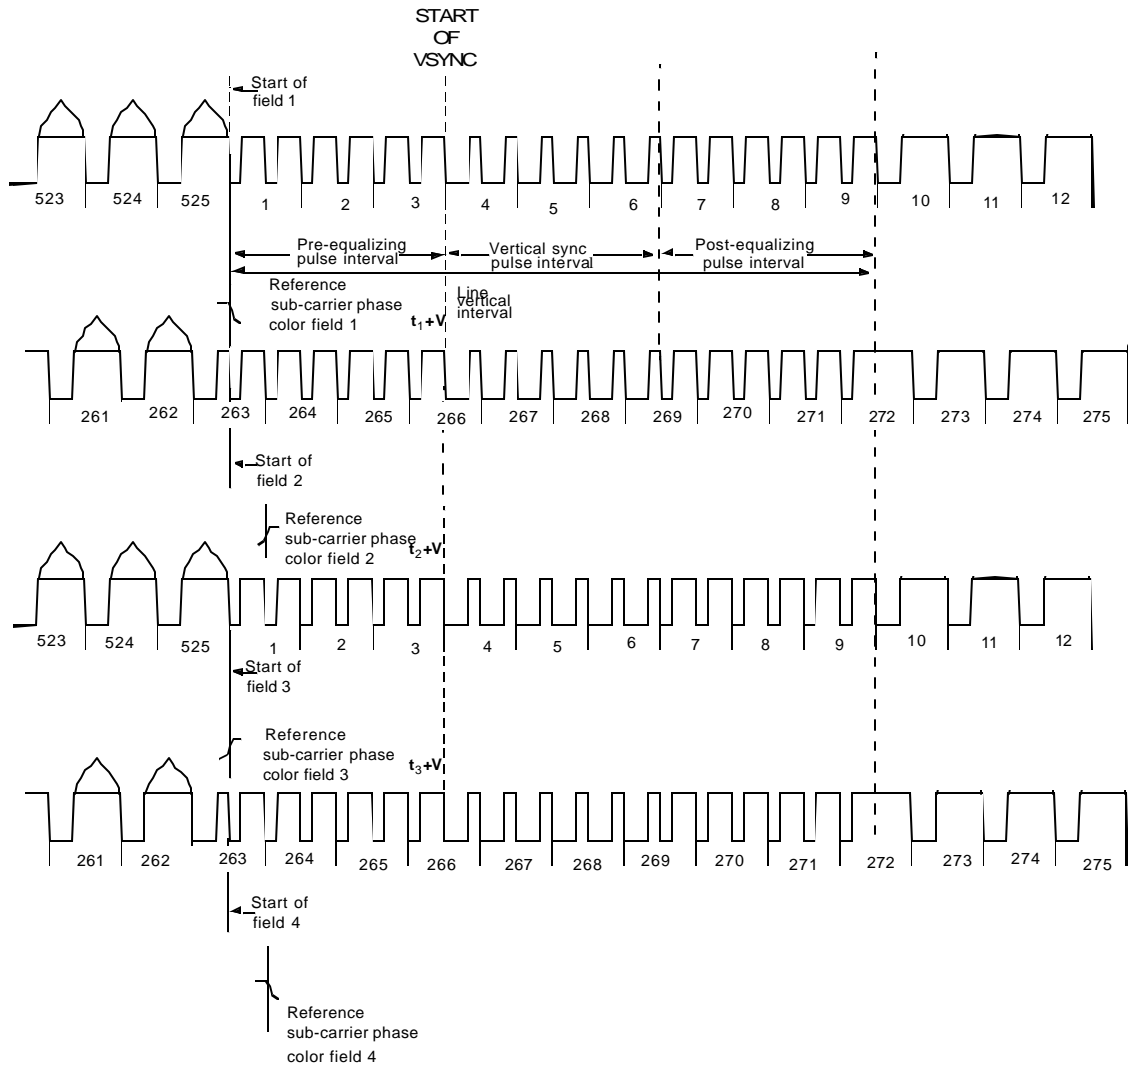 START
OF
VSYNC
Start of
field 1
523 524 525 1 2 3 4 5 6 7 8 9 10 11 12
Pre-equalizing
pulse interval
Vertical sync
pulse interval
Post-equalizing
pulse interval
Reference
sub-carrier phase
color field 1
t1+V
Line
vertical
interval
261 262 263 264 265 266 267 268 269 270 271 272 273 274 275
Start of
field 2
Reference
sub-carrier phase
color field 2
t2+V
523 524 525 1 2 3 4 5 6 7 8 9 10 11 12
Start of
field 3
Reference
sub-carrier phase
color field 3
t3+V
261 262 263 264 265 266 267 268 269 270 271 272 273 274 275
Start of
field 4
Reference
sub-carrier phase
color field 4